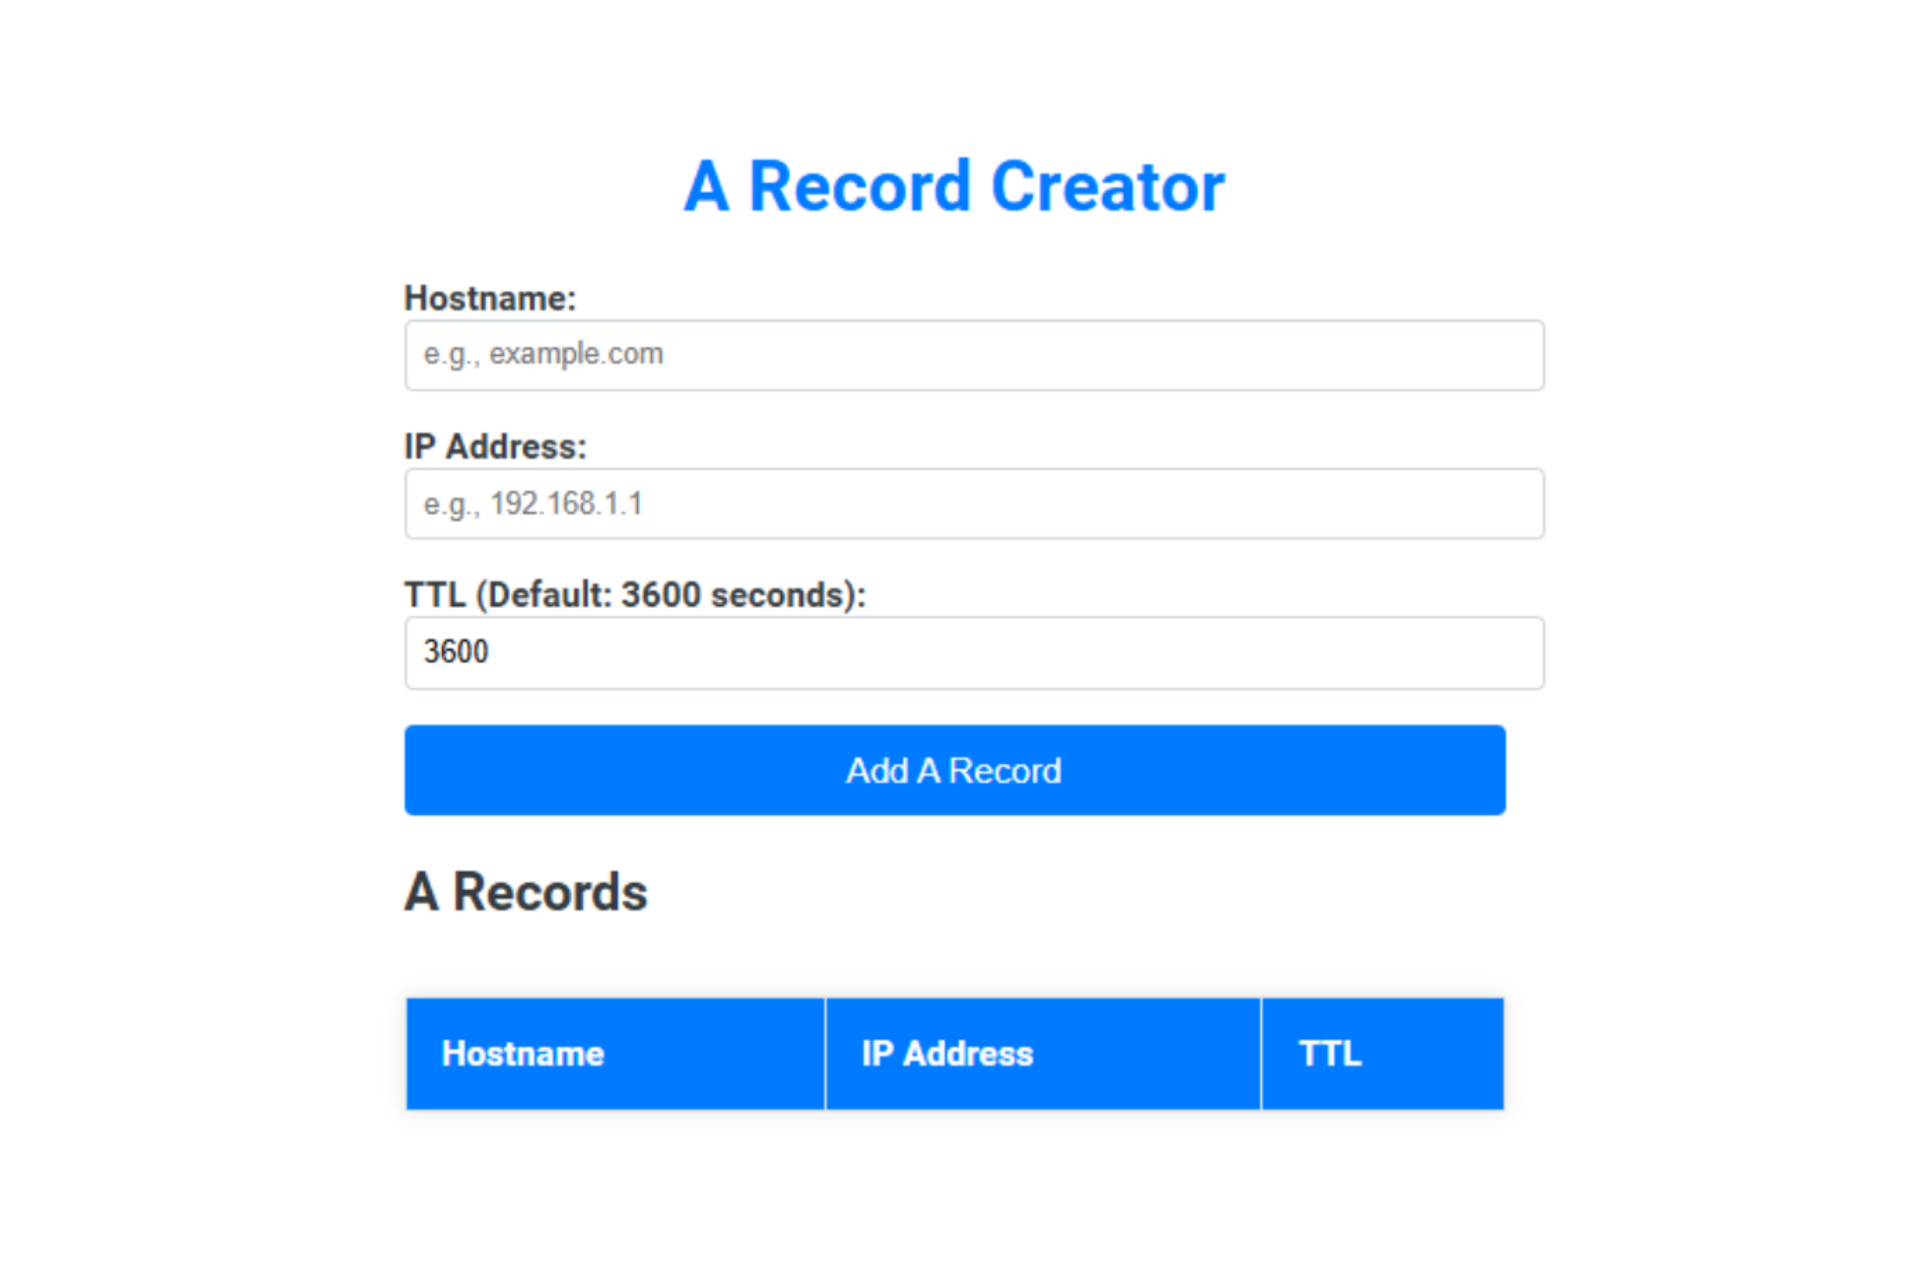 A Record Creator
Hostname:
e.g., example.com
IP Address:
e.g., 192.168.1.1
TTL (Default: 3600 seconds):
3600
Add A Record
A Records
Hostname IP Address TTL